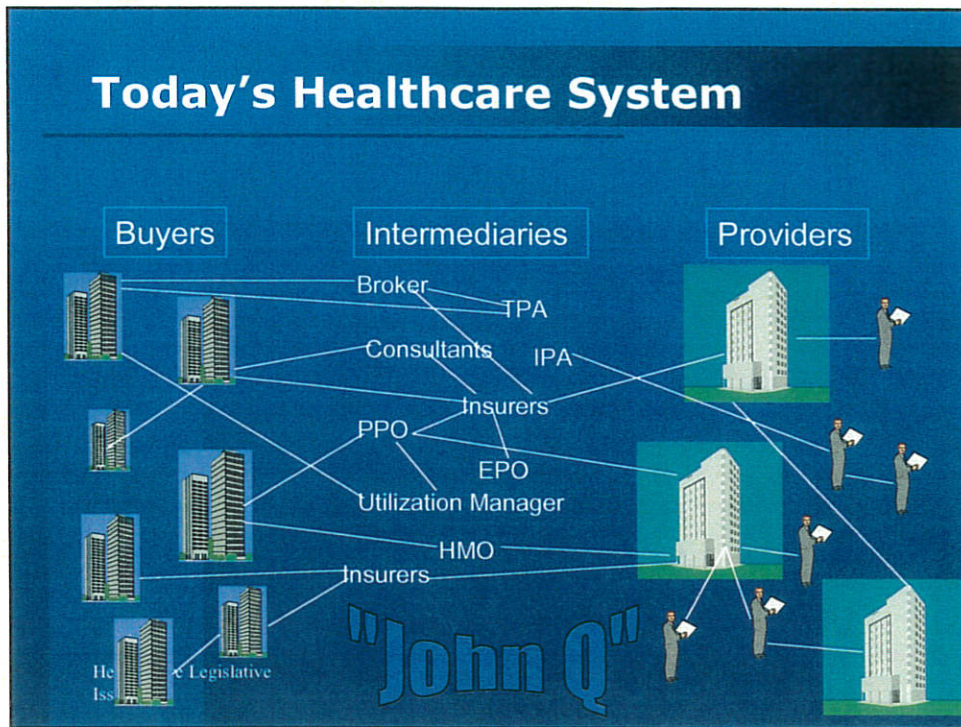 Today's Healthcare System
Buyers
Intermediaries
Providers
Broker
TPA
Consultants
IPA
Insurers
PPO
EPO
Utilization Manager
HMO
Insurers
"John Q"
Legislative